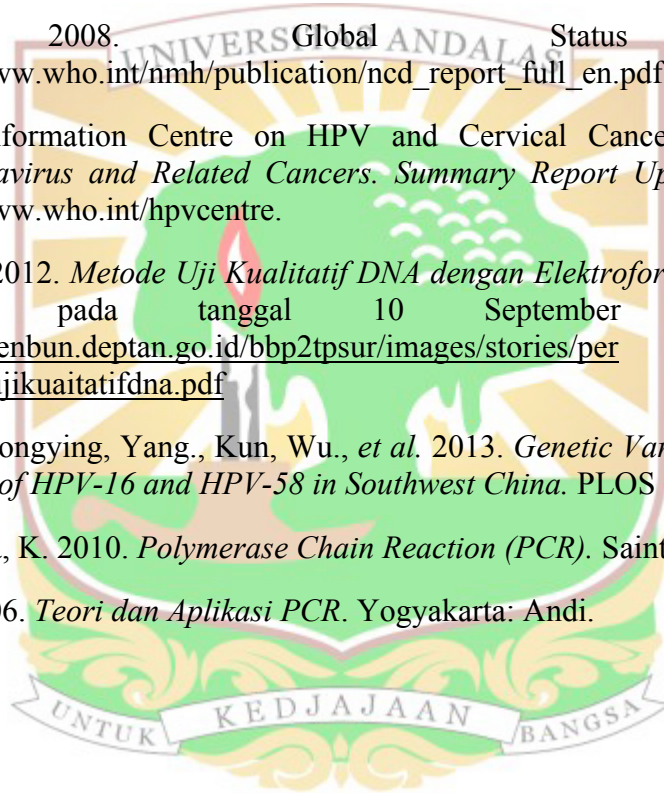 2008. Global Status
UNIVERSITAS ANDALAS
ww.who.int/nmh/publication/ncd_report_full_en.pdf
formation Centre on HPV and Cervical Cance
avirus and Related Cancers. Summary Report Up
ww.who.int/hpvcentre.
2012. Metode Uji Kualitatif DNA dengan Elektrofor
pada tanggal 10 September
enbun.deptan.go.id/bbp2tpsur/images/stories/per
ujikuaitatifdna.pdf
ongying, Yang., Kun, Wu., et al. 2013. Genetic Var
of HPV-16 and HPV-58 in Southwest China. PLOS
, K. 2010. Polymerase Chain Reaction (PCR). Saint
06. Teori dan Aplikasi PCR. Yogyakarta: Andi.
UNTUK KEDJAJAAN BANGSA